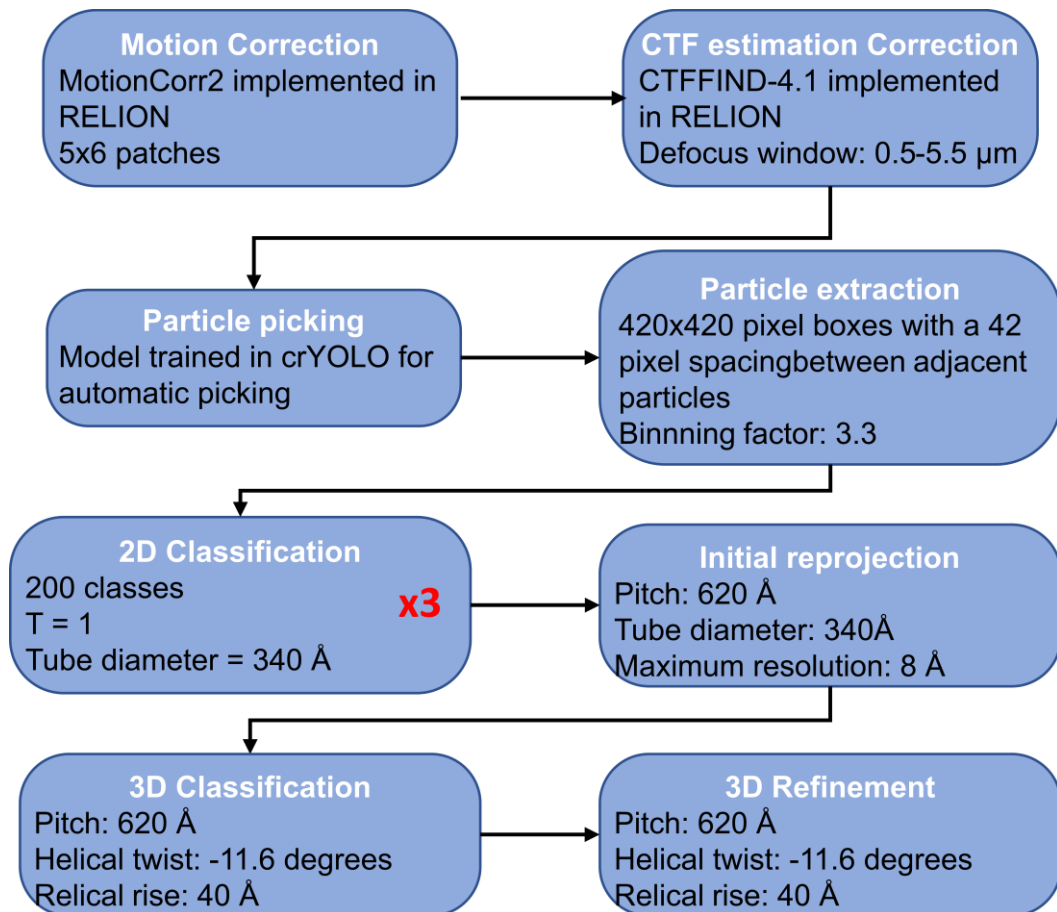 Motion Correction
MotionCorr2 implemented in
RELION
5x6 patches
CTF estimation Correction
CTFFIND-4.1 implemented
in RELION
Defocus window: 0.5-5.5 µm
Particle picking
Model trained in crYOLO for
automatic picking
Particle extraction
420x420 pixel boxes with a 42
pixel spacingbetween adjacent
particles
Binnning factor: 3.3
2D Classification
200 classes
T = 1
Tube diameter = 340 Å
x3
Initial reprojection
Pitch: 620 Å
Tube diameter: 340Å
Maximum resolution: 8 Å
3D Classification
Pitch: 620 Å
Helical twist: -11.6 degrees
Relical rise: 40 Å
3D Refinement
Pitch: 620 Å
Helical twist: -11.6 degrees
Relical rise: 40 Å